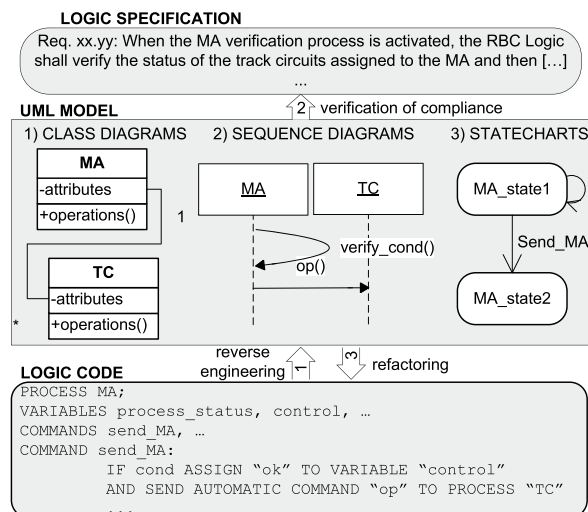 LOGIC SPECIFICATION
Req. xx.yy: When the MA verification process is activated, the RBC Logic
shall verify the status of the track circuits assigned to the MA and then […]
...
2 verification of compliance
UML MODEL
1) CLASS DIAGRAMS 2) SEQUENCE DIAGRAMS 3) STATECHARTS
MA
-attributes
+operations()
1
TC
-attributes
+operations()
*
MA
TC
verify_cond()
op()
MA_state1
Send_MA
MA_state2
reverse
engineering
1
3
refactoring
LOGIC CODE
PROCESS MA;
VARIABLES process_status, control, …
COMMANDS send_MA, …
COMMAND send_MA:
IF cond ASSIGN “ok” TO VARIABLE “control”
AND SEND AUTOMATIC COMMAND “op” TO PROCESS “TC”
...